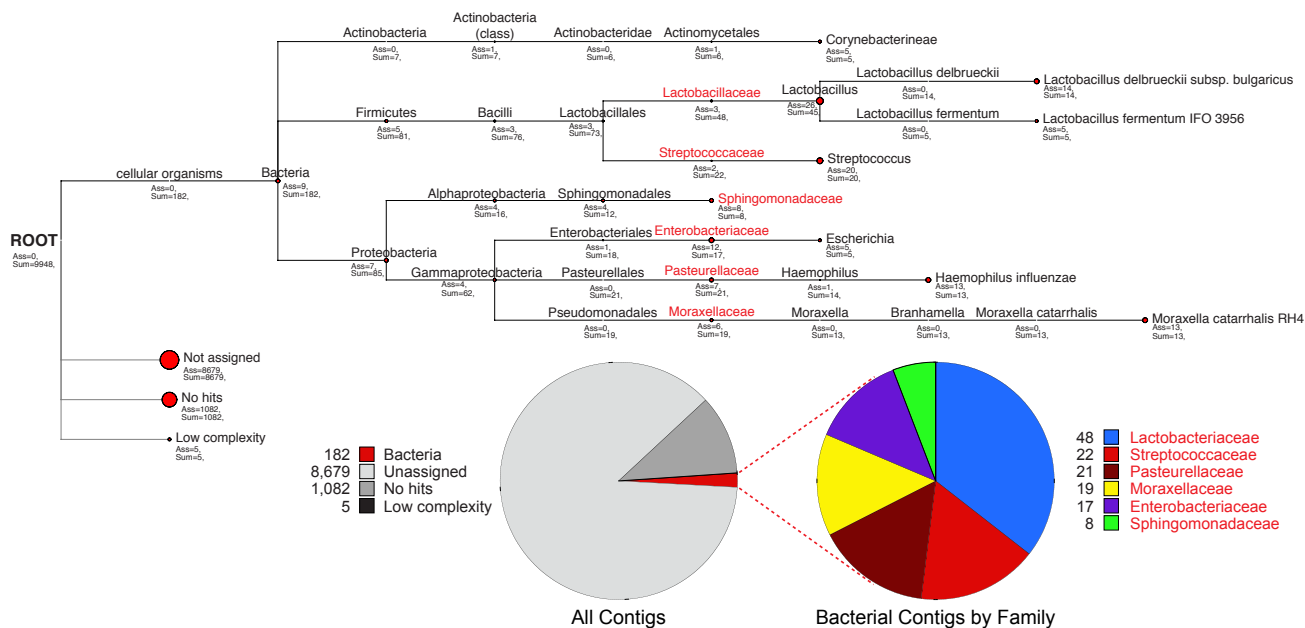 Actinobacteria
Ass=0,
Sum=7,
Actinobacteria
(class)
Ass=1,
Sum=7,
Actinobacteridae
Ass=0,
Sum=6,
Actinomycetales
Ass=1,
Sum=6,
Corynebacterineae
Ass=5,
Sum=5,
Firmicutes
Ass=5,
Sum=81,
Bacilli
Ass=3,
Sum=76,
Lactobacillales
Ass=3,
Sum=73,
Lactobacillaceae
Ass=3,
Sum=48,
Lactobacillus
Ass=26,
Sum=45,
Lactobacillus delbrueckii
Ass=0,
Sum=14,
Lactobacillus delbrueckii subsp. bulgaricus
Ass=14,
Sum=14,
Lactobacillus fermentum
Ass=0,
Sum=5,
Lactobacillus fermentum IFO 3956
Ass=5,
Sum=5,
Streptococcaceae
Ass=2,
Sum=22,
Streptococcus
Ass=20,
Sum=20,
cellular organisms
Ass=0,
Sum=182,
Bacteria
Ass=9,
Sum=182,
Alphaproteobacteria
Ass=4,
Sum=16,
Sphingomonadales
Ass=4,
Sum=12,
Sphingomonadaceae
Ass=8,
Sum=8,
ROOT
Ass=0,
Sum=9948,
Proteobacteria
Ass=7,
Sum=85,
Enterobacteriales
Ass=1,
Sum=18,
Enterobacteriaceae
Ass=12,
Sum=17,
Escherichia
Ass=5,
Sum=5,
Gammaproteobacteria
Ass=4,
Sum=62,
Pasteurellales
Ass=0,
Sum=21,
Pasteurellaceae
Ass=7,
Sum=21,
Haemophilus
Ass=1,
Sum=14,
Haemophilus influenzae
Ass=13,
Sum=13,
Pseudomonadales
Ass=0,
Sum=19,
Moraxellaceae
Ass=6,
Sum=19,
Moraxella
Ass=0,
Sum=13,
Branhamella
Ass=0,
Sum=13,
Moraxella catarrhalis
Ass=0,
Sum=13,
Moraxella catarrhalis RH4
Ass=13,
Sum=13,
Not assigned
Ass=8679,
Sum=8679,
No hits
Ass=1082,
Sum=1082,
Low complexity
Ass=5,
Sum=5,
182 Bacteria
8,679 Unassigned
1,082 No hits
5 Low complexity
All Contigs
48 Lactobacteriaceae
22 Streptococcaceae
21 Pasteurellaceae
19 Moraxellaceae
17 Enterobacteriaceae
8 Sphingomonadaceae
Bacterial Contigs by Family